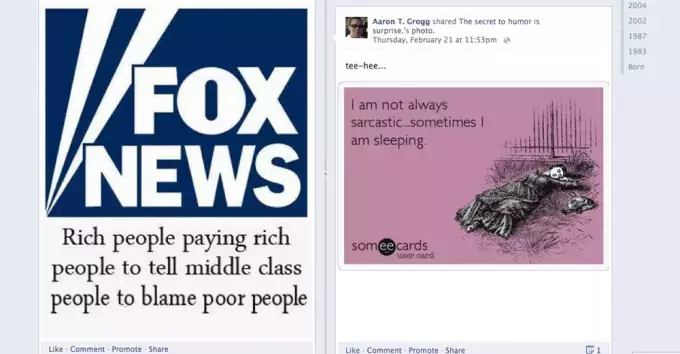 FOX
NEWS
Rich people paying rich
people to tell middle class
people to blame poor people
Like · Comment · Promote · Share
Aaron T. Grogg shared The secret to humor is
surprise.'s photo.
Thursday, February 21 at 11:53pm
tee-hee...
I am not always
sarcastic...sometimes I
am sleeping.
someecards
user card
Like · Comment · Promote · Share
1
2004
2002
1987
1983
Born